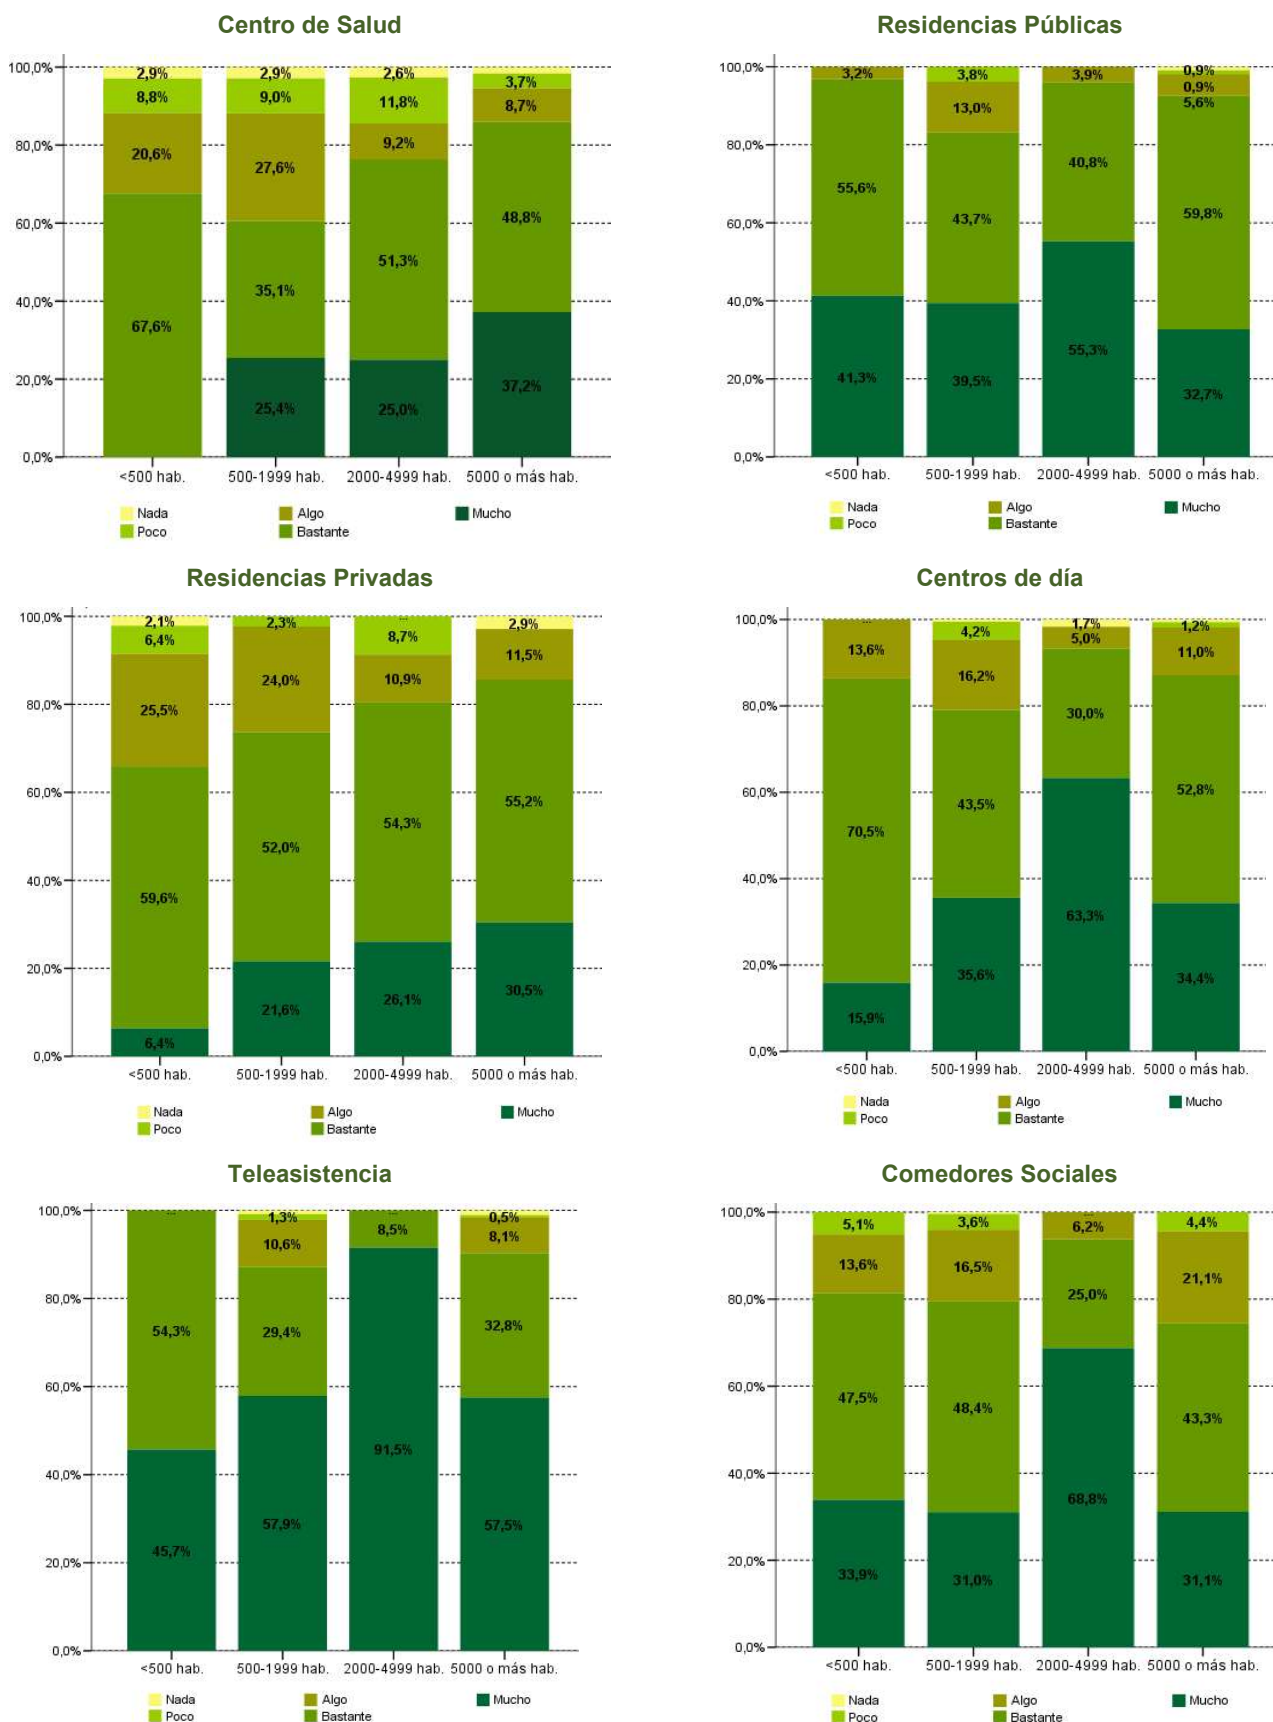 Centro de Salud
100,0%
80,0%
60,0%
40,0%
20,0%
0,0%
2,9% 2,9% 2,6% 3,7%
8,8% 9,0% 11,8% 8,7%
20,6% 27,6% 9,2% 48,8%
67,6% 35,1% 51,3% 37,2%
25,4% 25,0%
<500 hab. 500-1999 hab. 2000-4999 hab. 5000 o más hab.
Nada Algo Mucho
Poco Bastante
Residencias Públicas
100,0%
80,0%
60,0%
40,0%
20,0%
0,0%
3,2% 3,8% 3,9% 0,9%
55,6% 13,0% 40,8% 0,9%
41,3% 43,7% 55,3% 5,6%
39,5% 59,8%
32,7%
<500 hab. 500-1999 hab. 2000-4999 hab. 5000 o más hab.
Nada Algo Mucho
Poco Bastante
Residencias Privadas
100,0%
80,0%
60,0%
40,0%
20,0%
0,0%
2,1% 2,3% ... 2,9%
6,4% 24,0% 8,7% 11,5%
25,5% 52,0% 10,9% 55,2%
59,6% 21,6% 54,3% 30,5%
6,4% 26,1%
<500 hab. 500-1999 hab. 2000-4999 hab. 5000 o más hab.
Nada Algo Mucho
Poco Bastante
Centros de día
100,0%
80,0%
60,0%
40,0%
20,0%
0,0%
... 4,2% 1,7% 1,2%
13,6% 16,2% 5,0% 11,0%
70,5% 43,5% 30,0% 52,8%
15,9% 35,6% 63,3% 34,4%
<500 hab. 500-1999 hab. 2000-4999 hab. 5000 o más hab.
Nada Algo Mucho
Poco Bastante
Teleasistencia
100,0%
80,0%
60,0%
40,0%
20,0%
0,0%
... 1,3% ... 0,5%
54,3% 10,6% 8,5% 8,1%
45,7% 29,4% 91,5% 32,8%
57,9% 57,5%
<500 hab. 500-1999 hab. 2000-4999 hab. 5000 o más hab.
Nada Algo Mucho
Poco Bastante
Comedores Sociales
100,0%
80,0%
60,0%
40,0%
20,0%
0,0%
5,1% 3,6% ... 4,4%
13,6% 16,5% 6,2% 21,1%
47,5% 48,4% 25,0% 43,3%
33,9% 31,0% 68,8% 31,1%
<500 hab. 500-1999 hab. 2000-4999 hab. 5000 o más hab.
Nada Algo Mucho
Poco Bastante